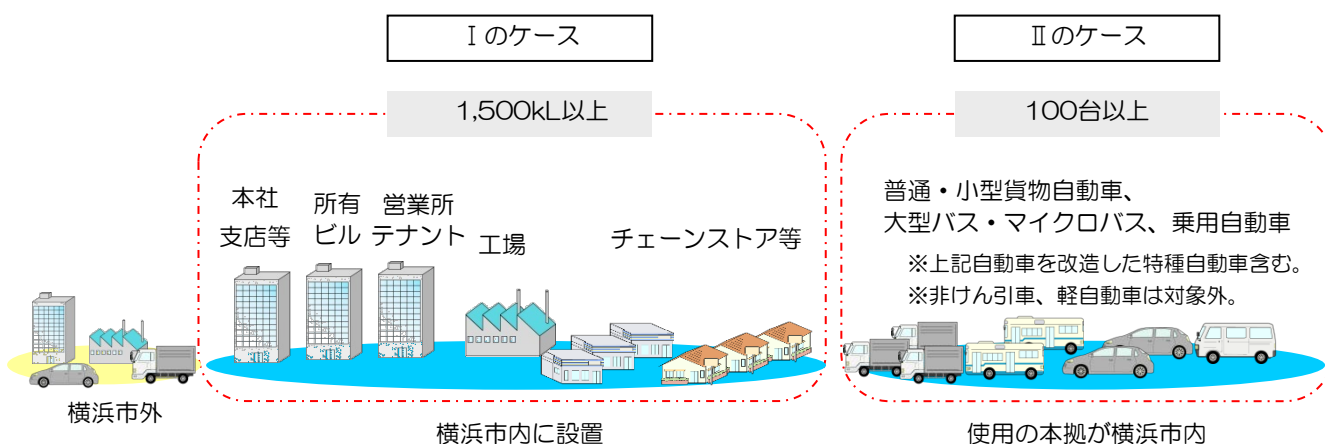 Ⅰのケース
Ⅱのケース
1,500kL以上
100台以上
本社
支店等
所有
ビル
営業所
テナント
工場
チェーンストア等
普通・小型貨物自動車、
大型バス・マイクロバス、乗用自動車
※上記自動車を改造した特種自動車含む。
※非けん引車、軽自動車は対象外。
横浜市外
横浜市内に設置
使用の本拠が横浜市内